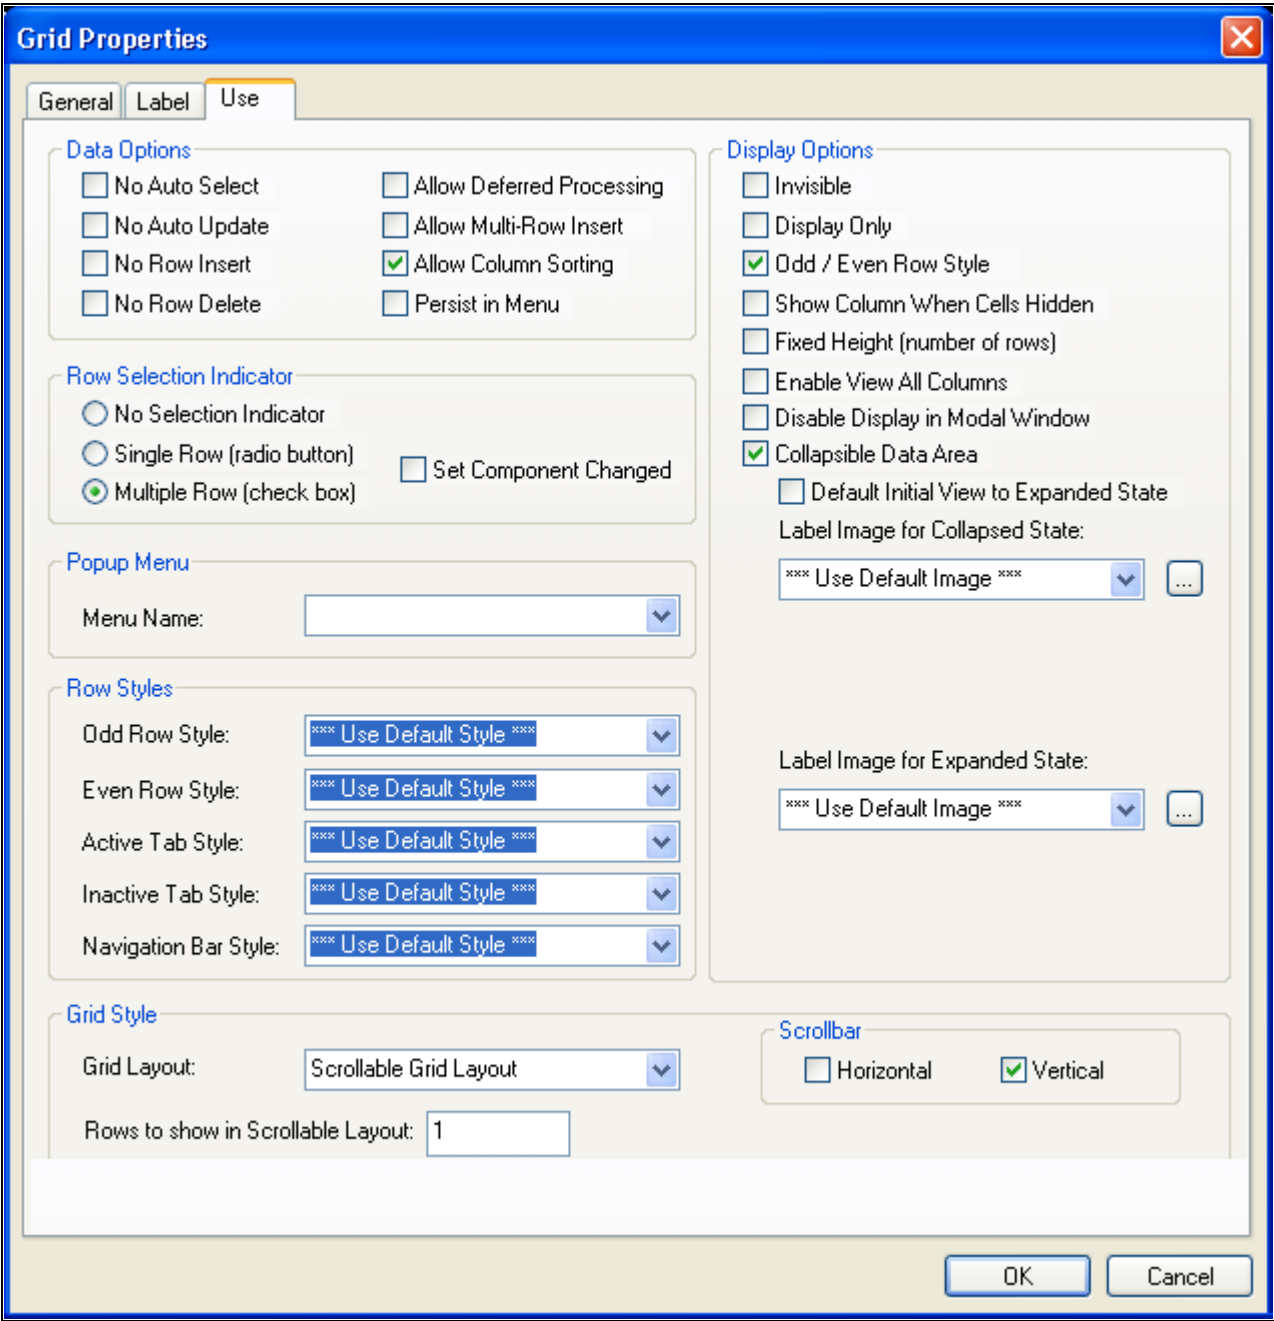 Grid Properties
General Label Use
Data Options
No Auto Select
No Auto Update
No Row Insert
No Row Delete
Allow Deferred Processing
Allow Multi-Row Insert
Allow Column Sorting
Persist in Menu
Row Selection Indicator
No Selection Indicator
Single Row (radio button)
Multiple Row (check box)
Set Component Changed
Popup Menu
Menu Name:
Row Styles
Odd Row Style: *** Use Default Style ***
Even Row Style: *** Use Default Style ***
Active Tab Style: *** Use Default Style ***
Inactive Tab Style: *** Use Default Style ***
Navigation Bar Style: *** Use Default Style ***
Display Options
Invisible
Display Only
Odd / Even Row Style
Show Column When Cells Hidden
Fixed Height (number of rows)
Enable View All Columns
Disable Display in Modal Window
Collapsible Data Area
Default Initial View to Expanded State
Label Image for Collapsed State:
*** Use Default Image *** ...
Label Image for Expanded State:
*** Use Default Image *** ...
Grid Style
Grid Layout: Scrollable Grid Layout
Rows to show in Scrollable Layout: 1
Scrollbar
Horizontal Vertical
OK Cancel